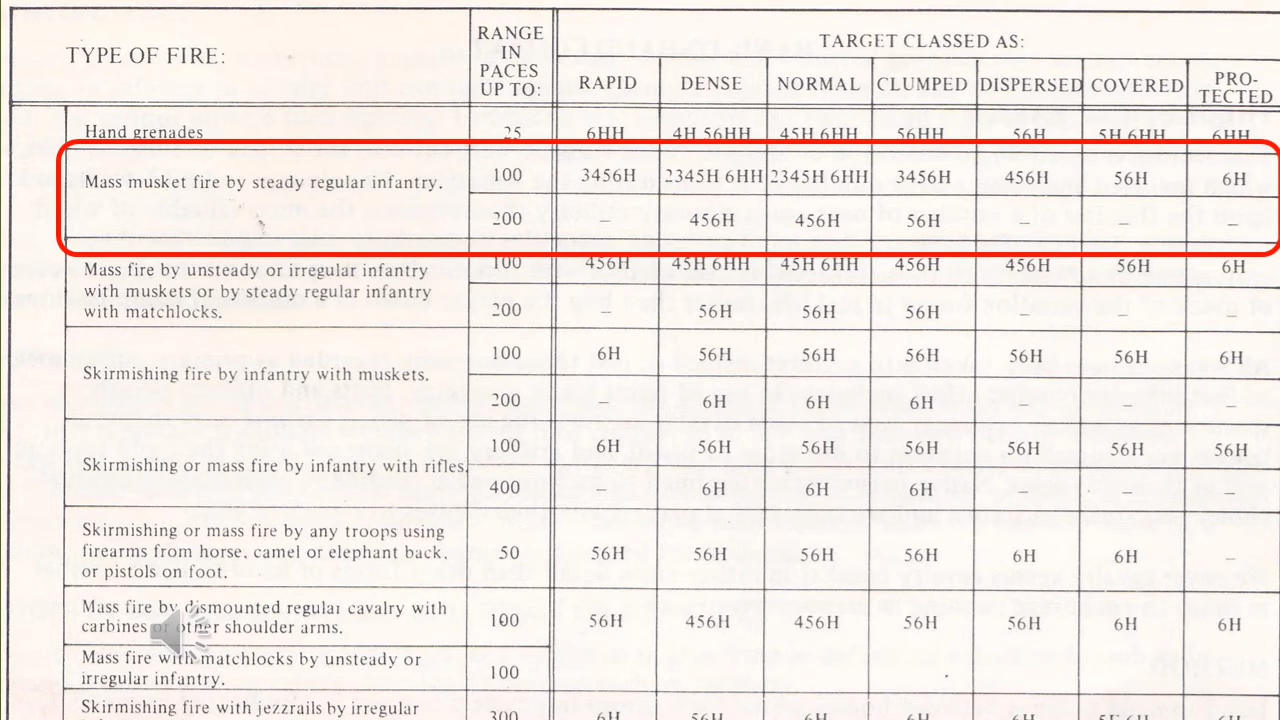 TYPE OF FIRE: RANGE IN PACES UP TO: TARGET CLASSED AS:
RAPID DENSE NORMAL CLUMPED DISPERSED COVERED PRO-TECTED
Hand grenades 25 6HH 4H 56HH 45H 6HH 56HH 56H 5H 6HH 6HH
Mass musket fire by steady regular infantry. 100 3456H 2345H 6HH 2345H 6HH 3456H 456H 56H 6H
200 – 456H 456H 56H – – –
Mass fire by unsteady or irregular infantry 100 456H 45H 6HH 45H 6HH 456H 456H 56H 6H
with muskets or by steady regular infantry
with matchlocks. 200 – 56H 56H 56H – – –
100 6H 56H 56H 56H 56H 56H 6H
Skirmishing fire by infantry with muskets.
200 – 6H 6H 6H – – –
100 6H 56H 56H 56H 56H 56H 56H
Skirmishing or mass fire by infantry with rifles.
400 – 6H 6H 6H – – –
Skirmishing or mass fire by any troops using
firearms from horse, camel or elephant back, 50 56H 56H 56H 56H 6H 6H –
or pistols on foot.
Mass fire by dismounted regular cavalry with
carbines or other shoulder arms. 100 56H 456H 456H 56H 56H 6H 6H
Mass fire with matchlocks by unsteady or
irregular infantry. 100
Skirmishing fire with jezzrails by irregular 300 6H 56H 6H